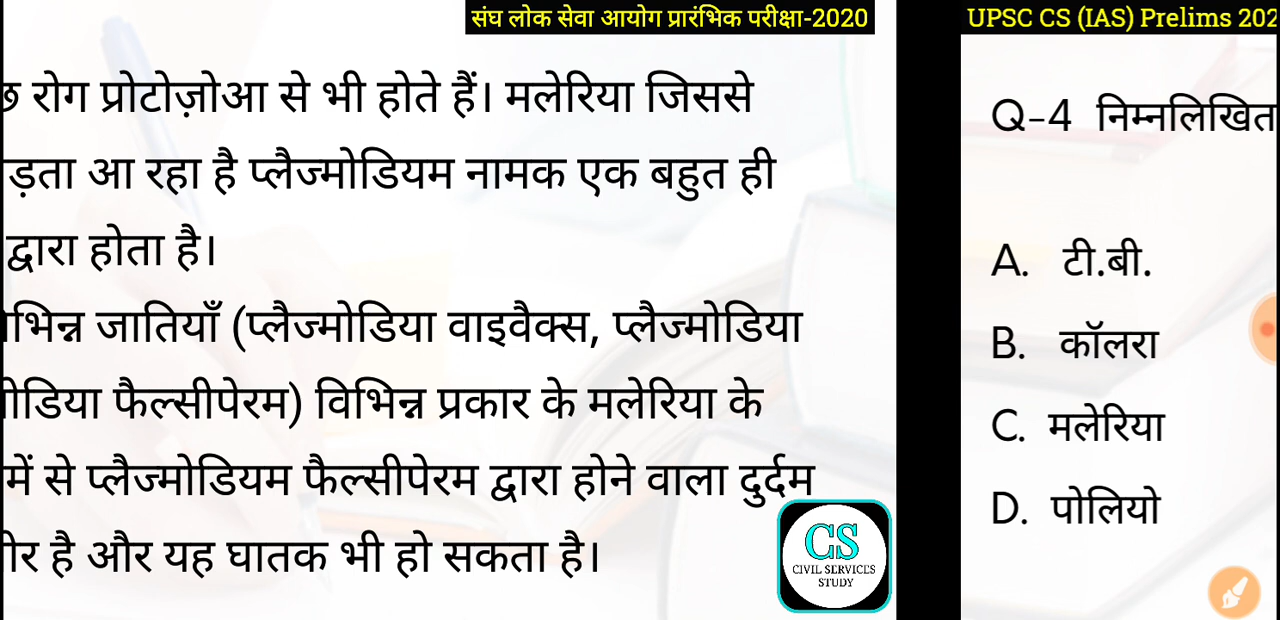 संघ लोक सेवा आयोग प्रारंभिक परीक्षा-2020
रोग प्रोटोज़ोआ से भी होते हैं। मलेरिया जिससे
आ रहा है प्लैज्मोडियम नामक एक बहुत ही
द्वारा होता है।
जातियाँ (प्लैज्मोडिया वाइवैक्स, प्लैज्मोडिया
फैल्सीपेरम) विभिन्न प्रकार के मलेरिया के
में से प्लैज्मोडियम फैल्सीपेरम द्वारा होने वाला दुर्दम
है और यह घातक भी हो सकता है।
CS
CIVIL SERVICES
STUDY
UPSC CS (IAS) Prelims
Q-4 निम्नलिखित
A. टी.बी.
B. कॉलरा
C. मलेरिया
D. पोलियो